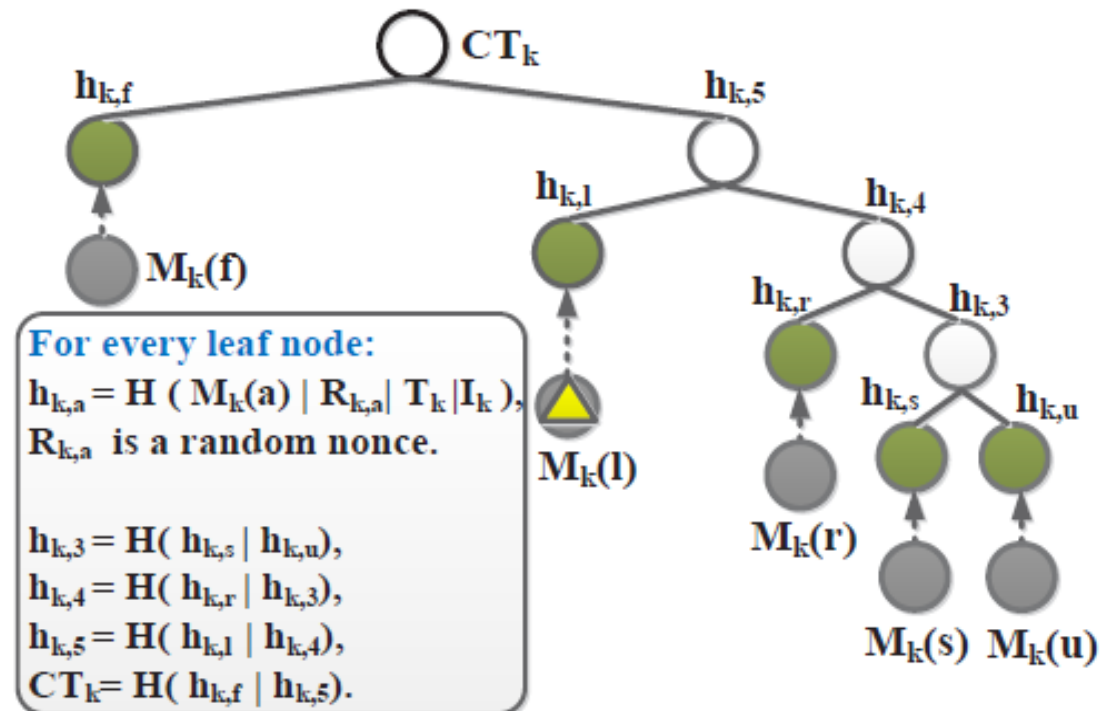 CTₖ
hₖ,f
hₖ,5
hₖ,l
hₖ,4
Mₖ(f)
hₖ,r
hₖ,3
For every leaf node:
hₖ,a = H ( Mₖ(a) | Rₖ,a| Tₖ |Iₖ ),
Rₖ,a is a random nonce.
hₖ,s
hₖ,u
Mₖ(l)
Mₖ(r)
hₖ,3 = H( hₖ,s | hₖ,u),
hₖ,4 = H( hₖ,r | hₖ,3),
hₖ,5 = H( hₖ,l | hₖ,4),
CTₖ= H( hₖ,f | hₖ,5).
Mₖ(s)
Mₖ(u)